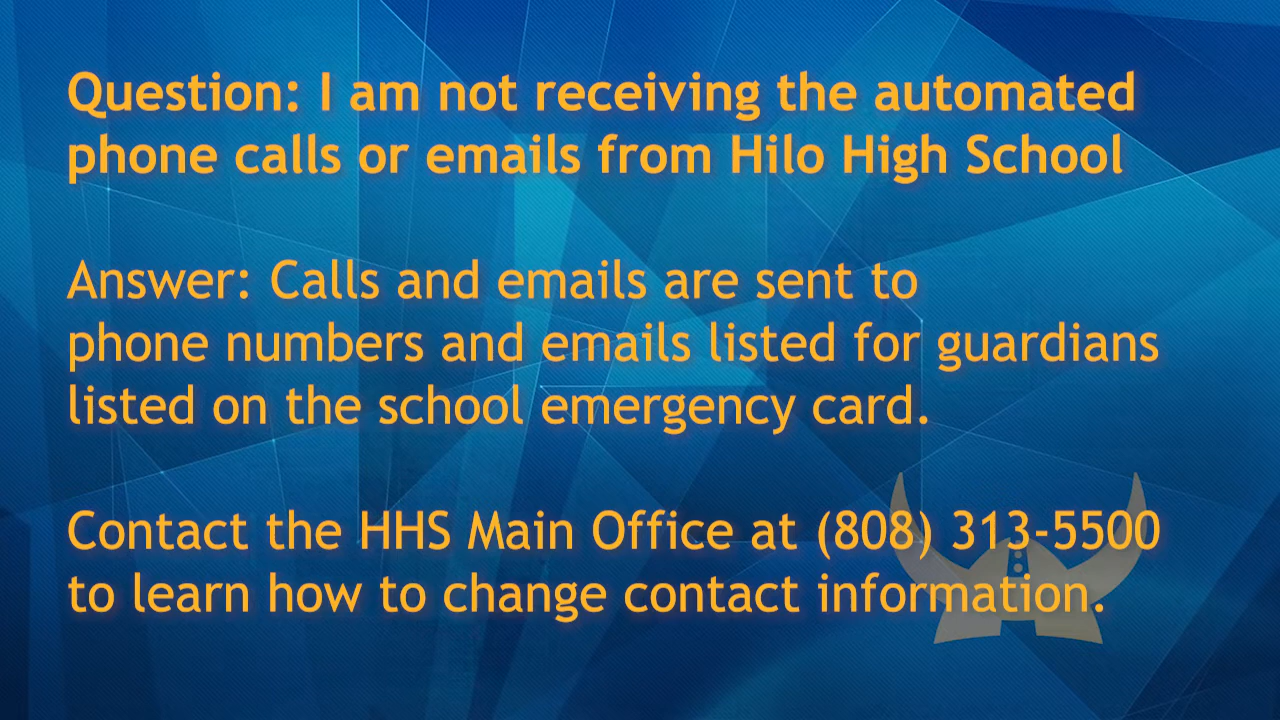 Question: I am not receiving the automated
phone calls or emails from Hilo High School
Answer: Calls and emails are sent to
phone numbers and emails listed for guardians
listed on the school emergency card.
Contact the HHS Main Office at (808) 313-5500
to learn how to change contact information.